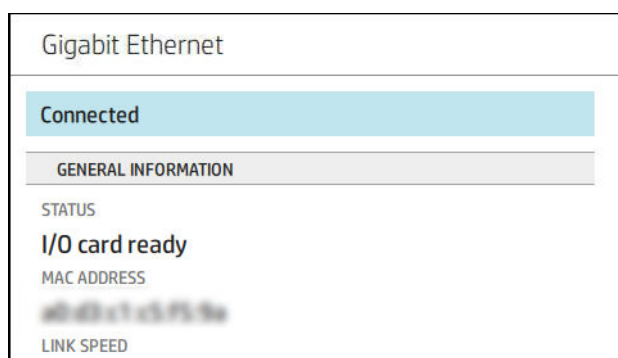 Gigabit Ethernet
Connected
GENERAL INFORMATION
STATUS
I/O card ready
MAC ADDRESS
LINK SPEED